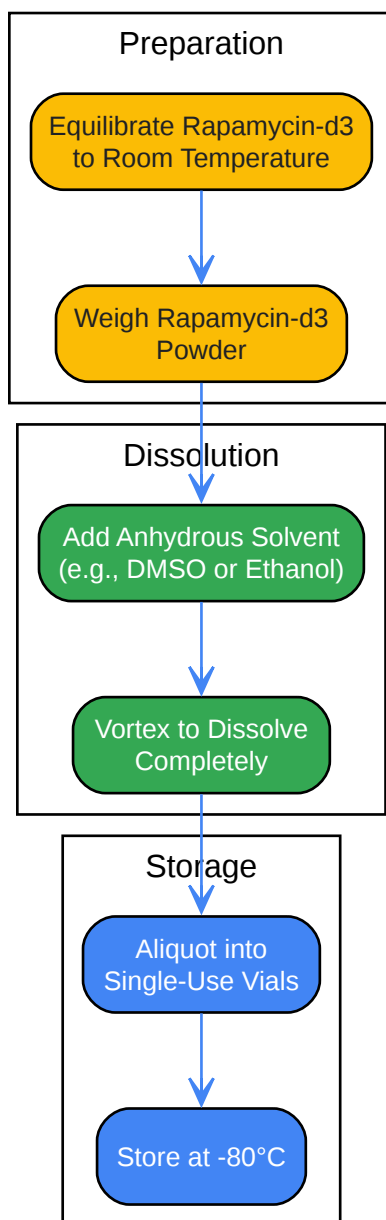 Preparation
Equilibrate Rapamycin-d3
to Room Temperature
Weigh Rapamycin-d3
Powder
Dissolution
Add Anhydrous Solvent
(e.g., DMSO or Ethanol)
Vortex to Dissolve
Completely
Storage
Aliquot into
Single-Use Vials
Store at -80°C